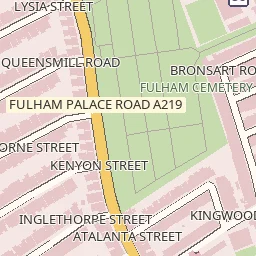 LYSIA STREET
QUEENSMILL ROAD
BRONSART RO
FULHAM CEMETERY
FULHAM PALACE ROAD A219
ORNE STREET
KENYON STREET
INGLETHORPE STREET
KINGWOOD
ATALANTA STREET